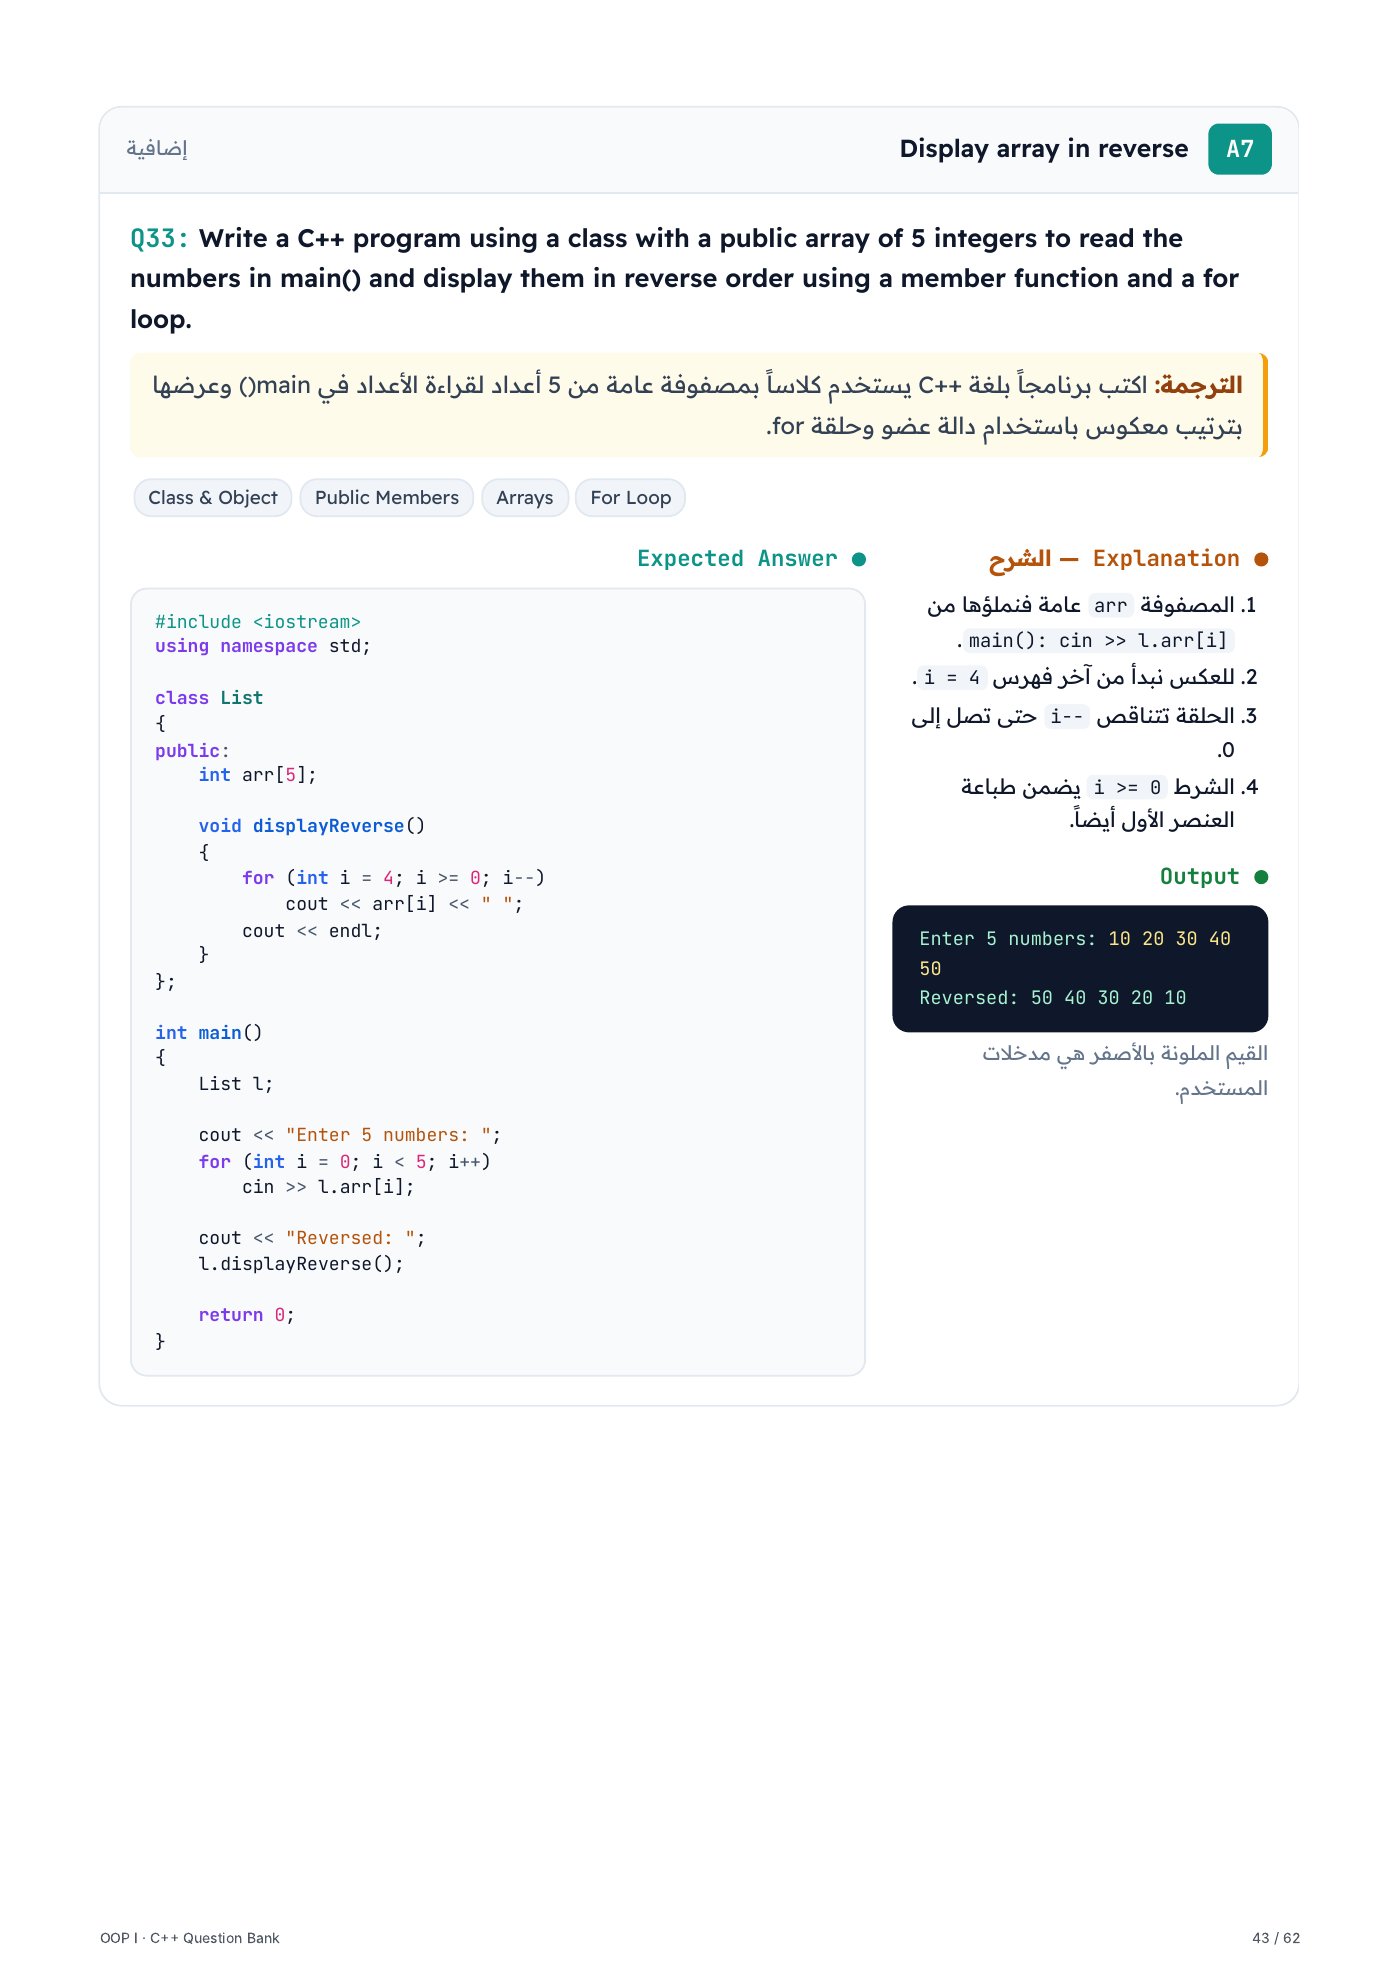 إضافية
Display array in reverse A7
Q33: Write a C++ program using a class with a public array of 5 integers to read the
numbers in main() and display them in reverse order using a member function and a for
loop.
الترجمة: اكتب برنامجاً بلغة C++ يستخدم كلاساً بمصفوفة عامة من 5 أعداد لقراءة الأعداد في main() وعرضها
بترتيب معكوس باستخدام دالة عضو وحلقة for.
Class & Object Public Members Arrays For Loop
Expected Answer
#include <iostream>
using namespace std;
class List
{
public:
    int arr[5];
    void displayReverse()
    {
        for (int i = 4; i >= 0; i--)
            cout << arr[i] << " ";
        cout << endl;
    }
};
int main()
{
    List l;
    cout << "Enter 5 numbers: ";
    for (int i = 0; i < 5; i++)
        cin >> l.arr[i];
    cout << "Reversed: ";
    l.displayReverse();
    return 0;
}
Explanation — الشرح
1. المصفوفة arr عامة فنملؤها من
main(): cin >> l.arr[i].
2. للعكس نبدأ من آخر فهرس i = 4.
3. الحلقة تتناقص i-- حتى تصل إلى
0.
4. الشرط i >= 0 يضمن طباعة
العنصر الأول أيضاً.
Output
Enter 5 numbers: 10 20 30 40
50
Reversed: 50 40 30 20 10
القيم الملونة بالأصفر هي مدخلات
المستخدم.
OOP I · C++ Question Bank
43 / 62